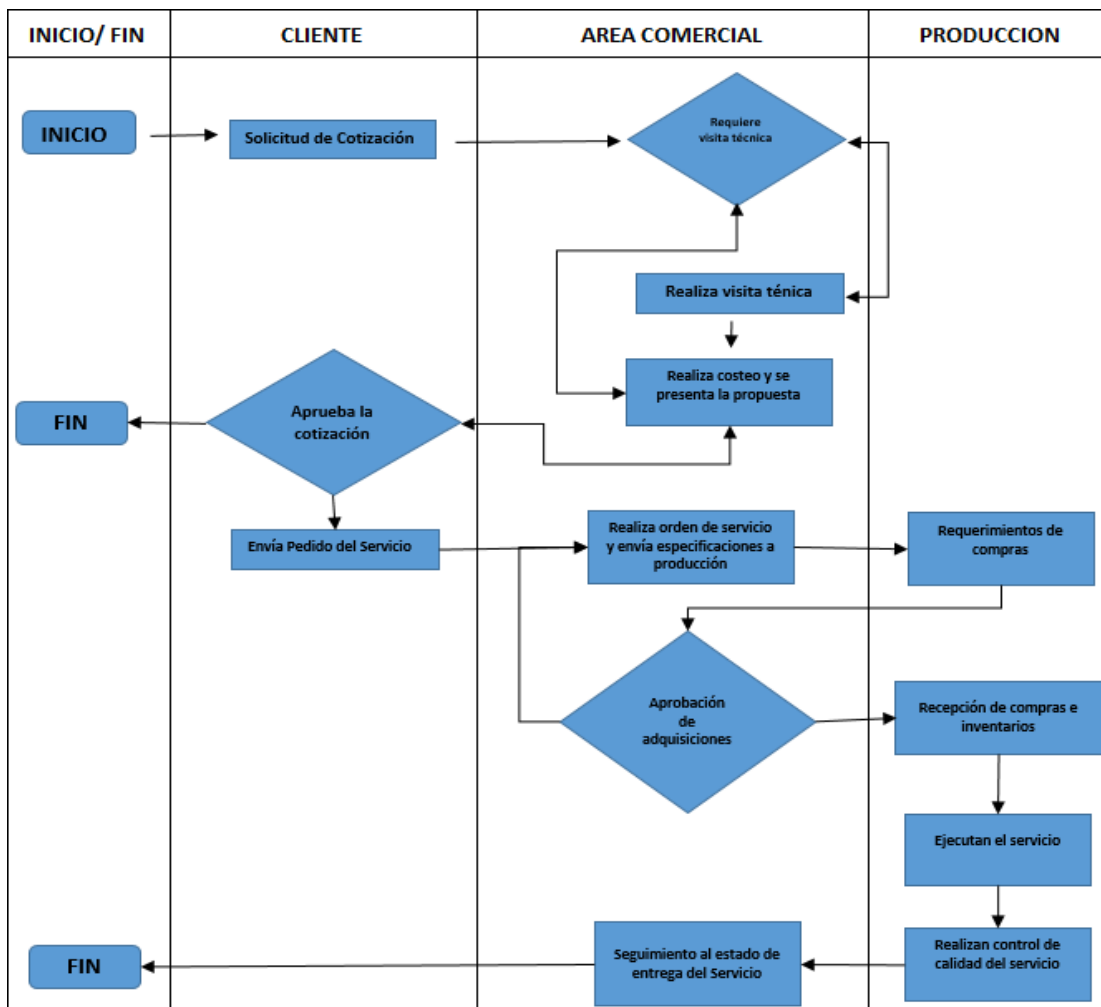 INICIO/ FIN
CLIENTE
AREA COMERCIAL
PRODUCCION
INICIO
Solicitud de Cotización
Requiere
visita técnica
Realiza visita ténica
Realiza costeo y se
presenta la propuesta
Aprueba la
cotización
FIN
Envía Pedido del Servicio
Realiza orden de servicio
y envía especificaciones a
producción
Requerimientos de
compras
Aprobación
de
adquisiciones
Recepción de compras e
inventarios
Ejecutan el servicio
Realizan control de
calidad del servicio
Seguimiento al estado de
entrega del Servicio
FIN